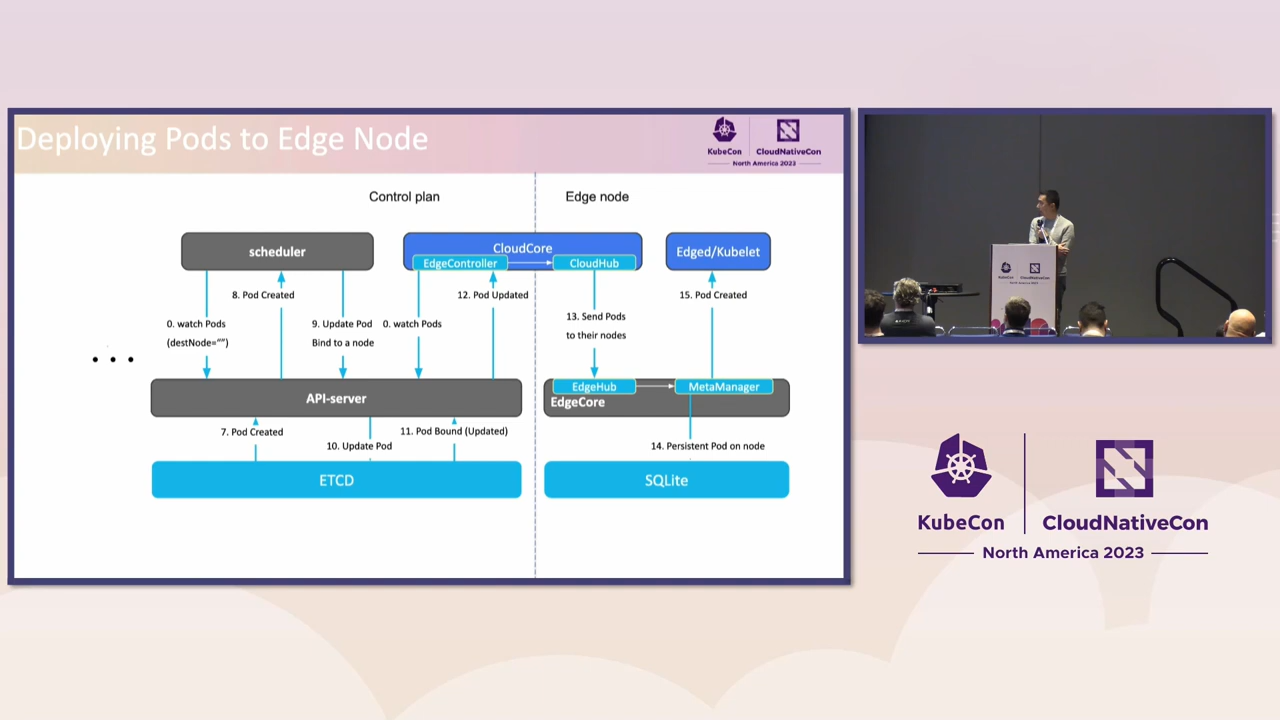 Deploying Pods to Edge Node
KubeCon
CloudNativeCon
North America 2023
Control plan
Edge node
scheduler
CloudCore
EdgeController
CloudHub
Edged/Kubelet
8. Pod Created
12. Pod Updated
15. Pod Created
0. watch Pods
(destNode="")
9. Update Pod
Bind to a node
0. watch Pods
13. Send Pods
to their nodes
• • •
API-server
EdgeHub
MetaManager
EdgeCore
7. Pod Created
10. Update Pod
11. Pod Bound (Updated)
14. Persistent Pod on node
ETCD
SQLite
KubeCon
CloudNativeCon
North America 2023